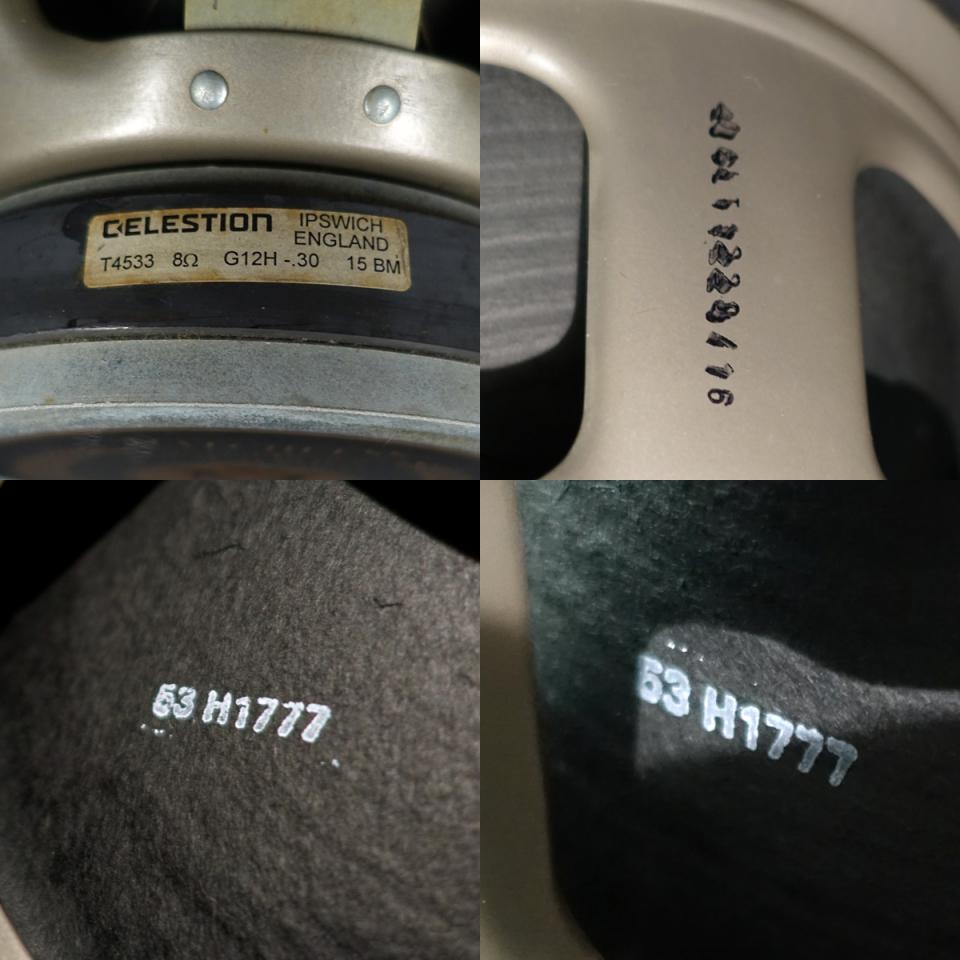 CELESTION
IPSWICH
ENGLAND
T4533 8Ω G12H -.30 15 BM
53 H1777
53 H1777